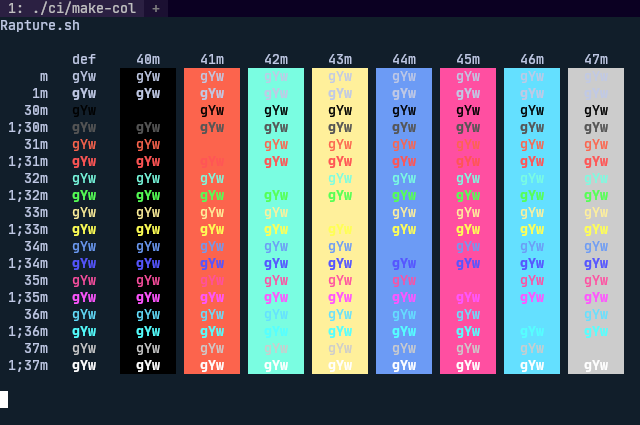 1: ./ci/make-col +
Rapture.sh
def 40m 41m 42m 43m 44m 45m 46m 47m
m gYw gYw gYw gYw gYw gYw gYw gYw gYw
1m gYw gYw gYw gYw gYw gYw gYw gYw gYw
30m gYw gYw gYw gYw gYw gYw gYw gYw
1;30m gYw gYw gYw gYw gYw gYw gYw gYw gYw
31m gYw gYw gYw gYw gYw gYw gYw gYw
1;31m gYw gYw gYw gYw gYw gYw gYw gYw gYw
32m gYw gYw gYw gYw gYw gYw gYw gYw
1;32m gYw gYw gYw gYw gYw gYw gYw gYw gYw
33m gYw gYw gYw gYw gYw gYw gYw gYw
1;33m gYw gYw gYw gYw gYw gYw gYw gYw gYw
34m gYw gYw gYw gYw gYw gYw gYw gYw
1;34m gYw gYw gYw gYw gYw gYw gYw gYw gYw
35m gYw gYw gYw gYw gYw gYw gYw gYw
1;35m gYw gYw gYw gYw gYw gYw gYw gYw gYw
36m gYw gYw gYw gYw gYw gYw gYw gYw
1;36m gYw gYw gYw gYw gYw gYw gYw gYw gYw
37m gYw gYw gYw gYw gYw gYw gYw gYw
1;37m gYw gYw gYw gYw gYw gYw gYw gYw gYw